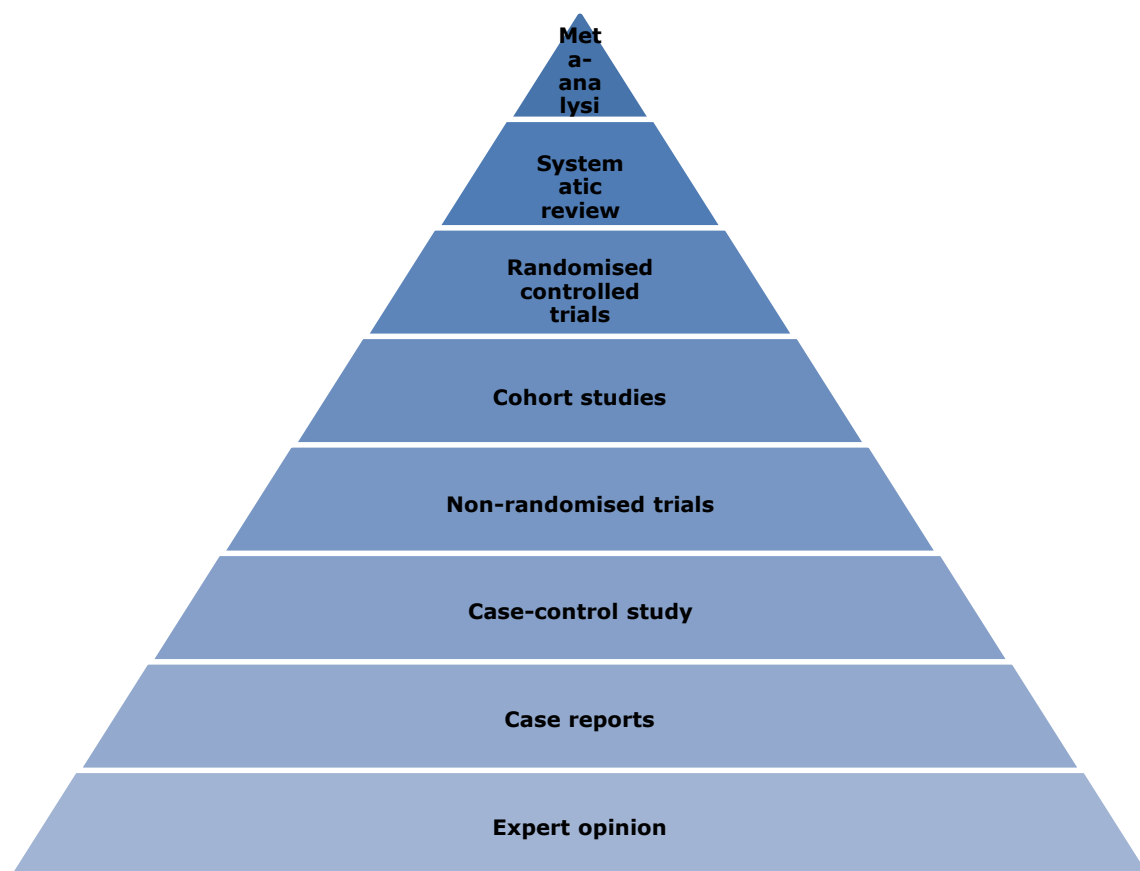 Met
a-
ana
lysi
System
atic
review
Randomised
controlled
trials
Cohort studies
Non-randomised trials
Case-control study
Case reports
Expert opinion